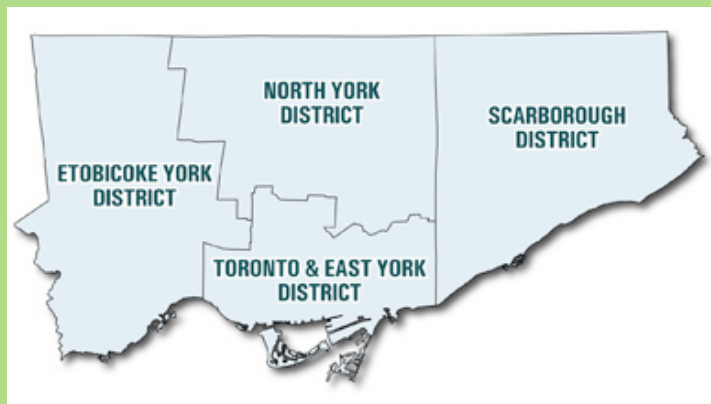 NORTH YORK
DISTRICT
SCARBOROUGH
DISTRICT
ETOBICOKE YORK
DISTRICT
TORONTO & EAST YORK
DISTRICT